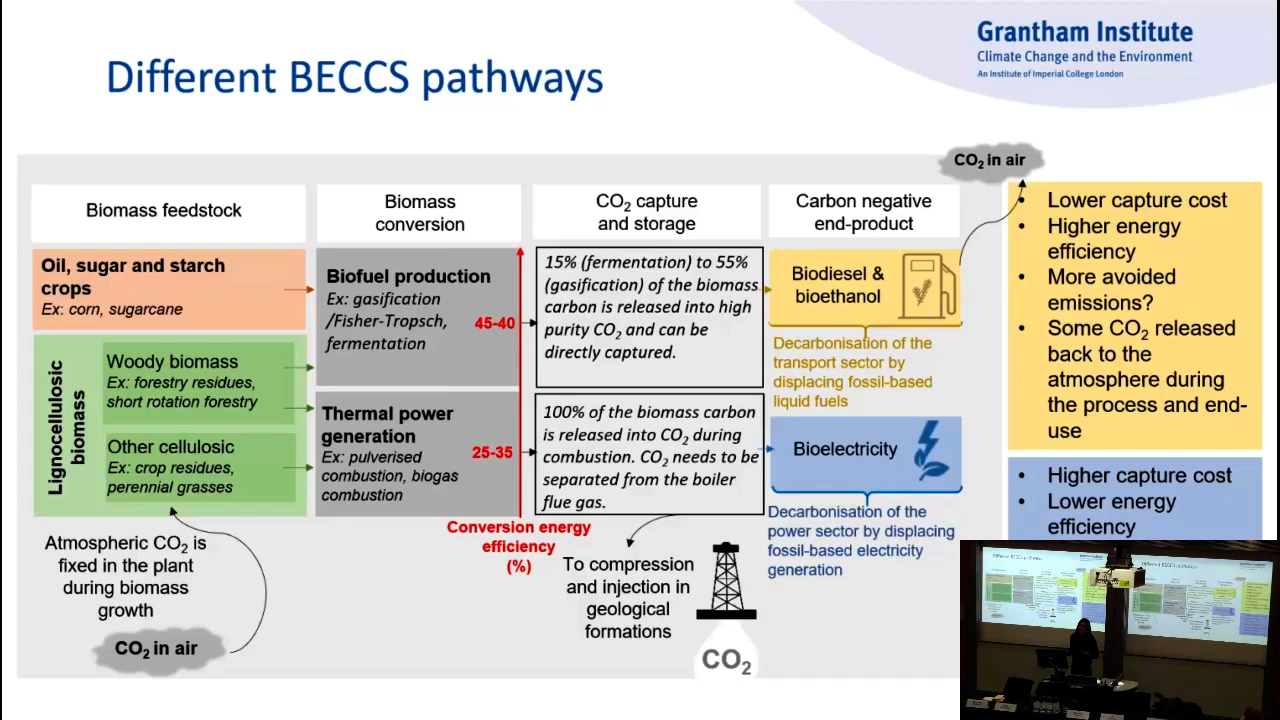 Grantham Institute
Climate Change and the Environment
An Institute of Imperial College London
Different BECCS pathways
CO2 in air
Biomass feedstock
Biomass
conversion
CO2 capture
and storage
Carbon negative
end-product
Oil, sugar and starch
crops
Ex: corn, sugarcane
Lignocellulosic
biomass
Woody biomass
Ex: forestry residues,
short rotation forestry
Other cellulosic
Ex: crop residues,
perennial grasses
Biofuel production
Ex: gasification
/Fisher-Tropsch,
fermentation
45-40
Thermal power
generation
Ex: pulverised
combustion, biogas
combustion
25-35
Conversion energy
efficiency
(%)
15% (fermentation) to 55%
(gasification) of the biomass
carbon is released into high
purity CO2 and can be
directly captured.
100% of the biomass carbon
is released into CO2 during
combustion. CO2 needs to be
separated from the boiler
flue gas.
Biodiesel &
bioethanol
Decarbonisation of the
transport sector by
displacing fossil-based
liquid fuels
Bioelectricity
Decarbonisation of the
power sector by displacing
fossil-based electricity
generation
• Lower capture cost
• Higher energy
efficiency
• More avoided
emissions?
• Some CO2 released
back to the
atmosphere during
the process and end-
use
• Higher capture cost
• Lower energy
efficiency
Atmospheric CO2 is
fixed in the plant
during biomass
growth
CO2 in air
To compression
and injection in
geological
formations
CO2
Different BECCS pathways